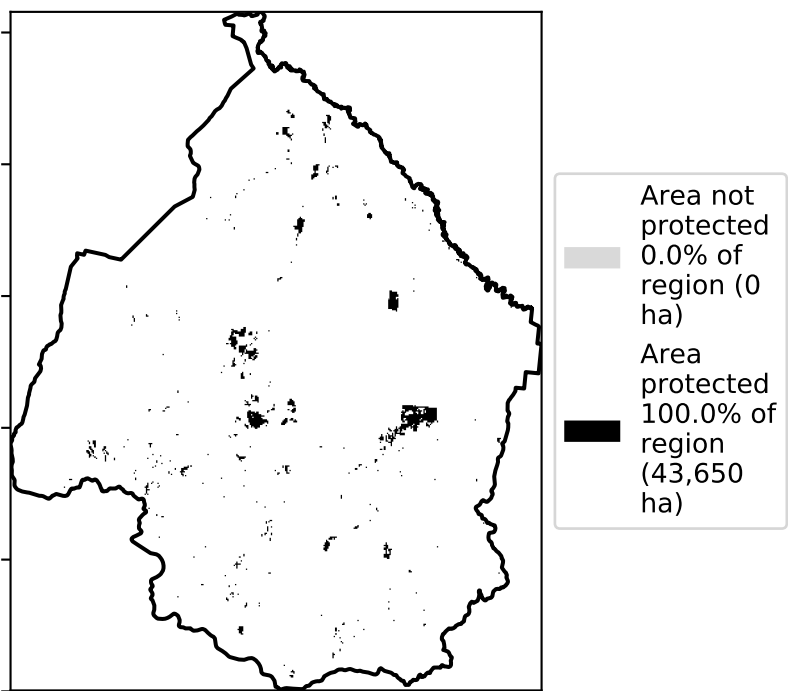 Area not
protected
0.0% of
region (0
ha)
Area
protected
100.0% of
region
(43,650
ha)